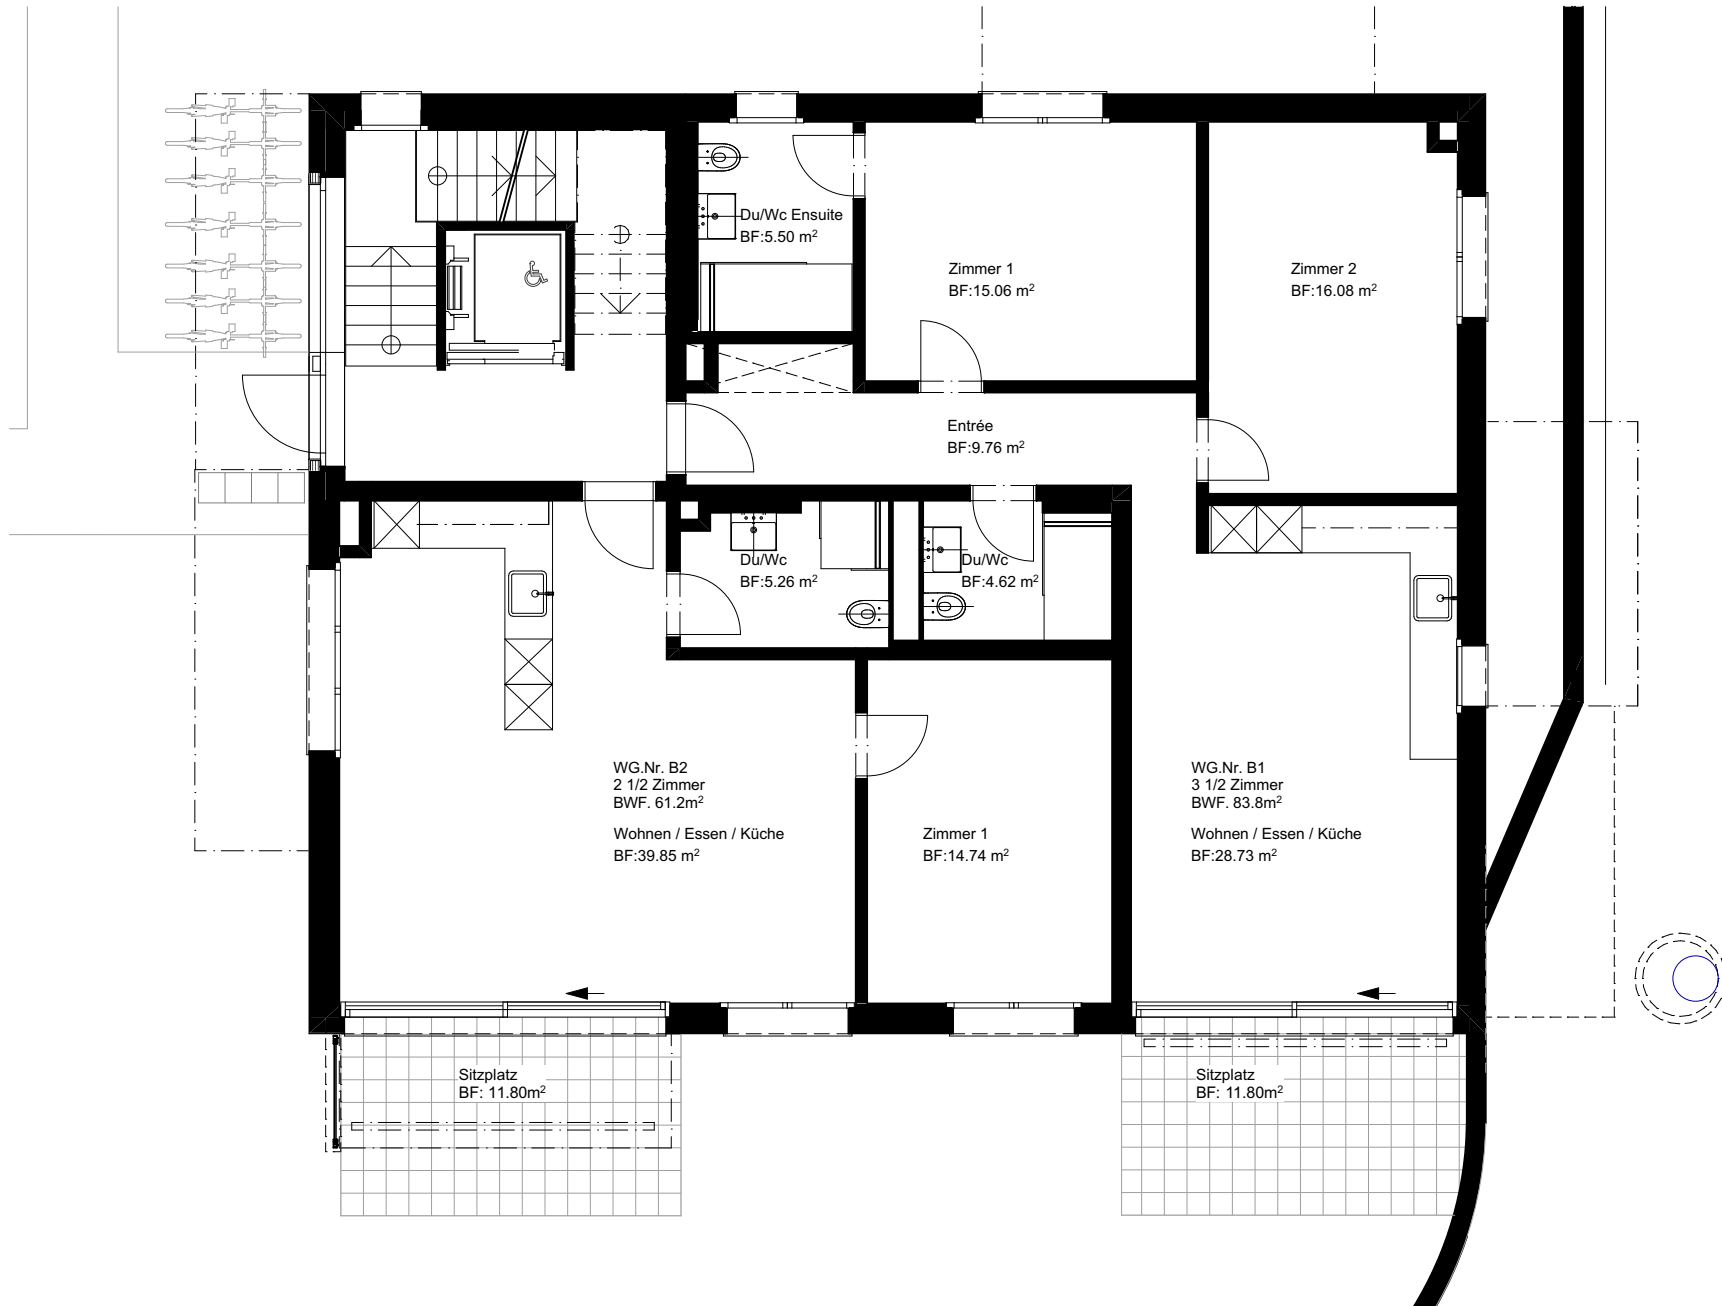 Du/Wc Ensuite
BF:5.50 m²
Zimmer 1
BF:15.06 m²
Zimmer 2
BF:16.08 m²
Entrée
BF:9.76 m²
Du/Wc
BF:5.26 m²
Du/Wc
BF:4.62 m²
WG.Nr. B2
2 1/2 Zimmer
BWF. 61.2m²
Wohnen / Essen / Küche
BF:39.85 m²
Zimmer 1
BF:14.74 m²
WG.Nr. B1
3 1/2 Zimmer
BWF. 83.8m²
Wohnen / Essen / Küche
BF:28.73 m²
Sitzplatz
BF: 11.80m²
Sitzplatz
BF: 11.80m²